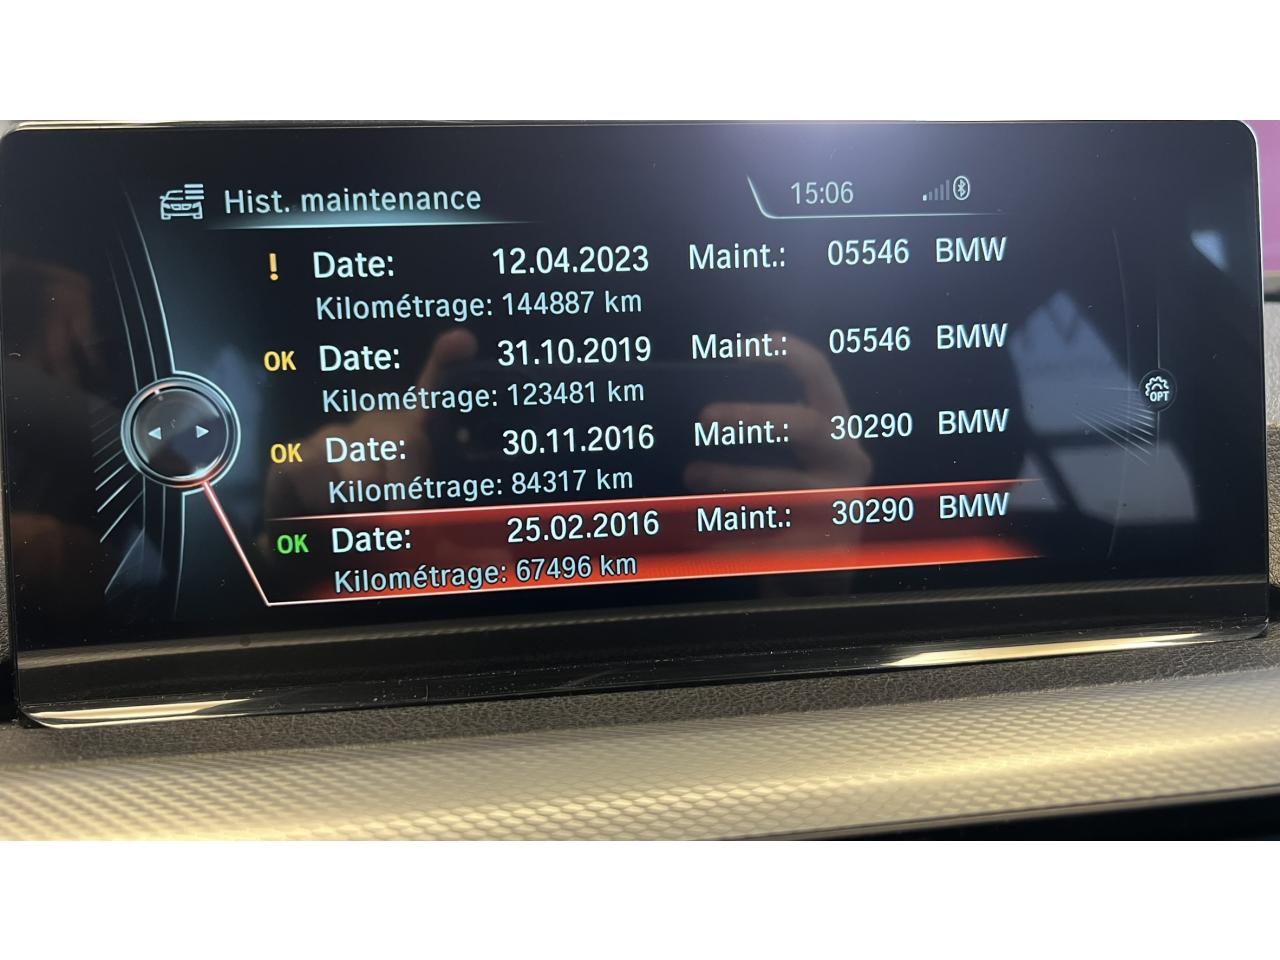 Hist. maintenance 15:06
! Date: 12.04.2023 Maint.: 05546 BMW
Kilométrage: 144887 km
OK Date: 31.10.2019 Maint.: 05546 BMW
Kilométrage: 123481 km
OK Date: 30.11.2016 Maint.: 30290 BMW
Kilométrage: 84317 km
OK Date: 25.02.2016 Maint.: 30290 BMW
Kilométrage: 67496 km
OPT